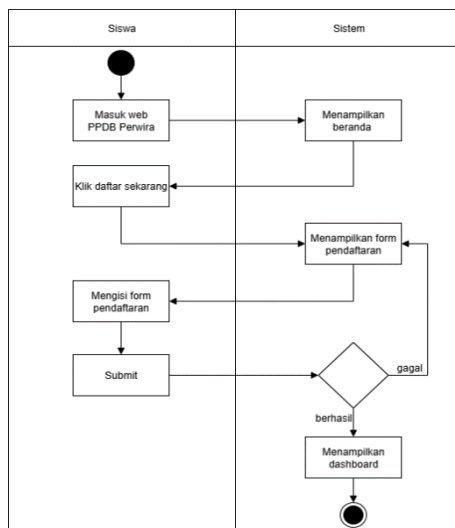 Siswa
Sistem
Masuk web
PPDB Perwira
Menampilkan
beranda
Klik daftar sekarang
Menampilkan form
pendaftaran
Mengisi form
pendaftaran
Submit
gagal
berhasil
Menampilkan
dashboard